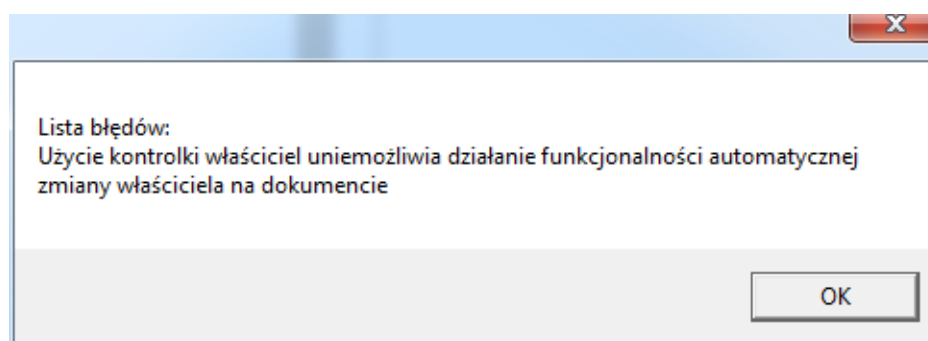 Lista błędów:
Użycie kontrolki właściciel uniemożliwia działanie funkcjonalności automatycznej
zmiany właściciela na dokumencie
OK